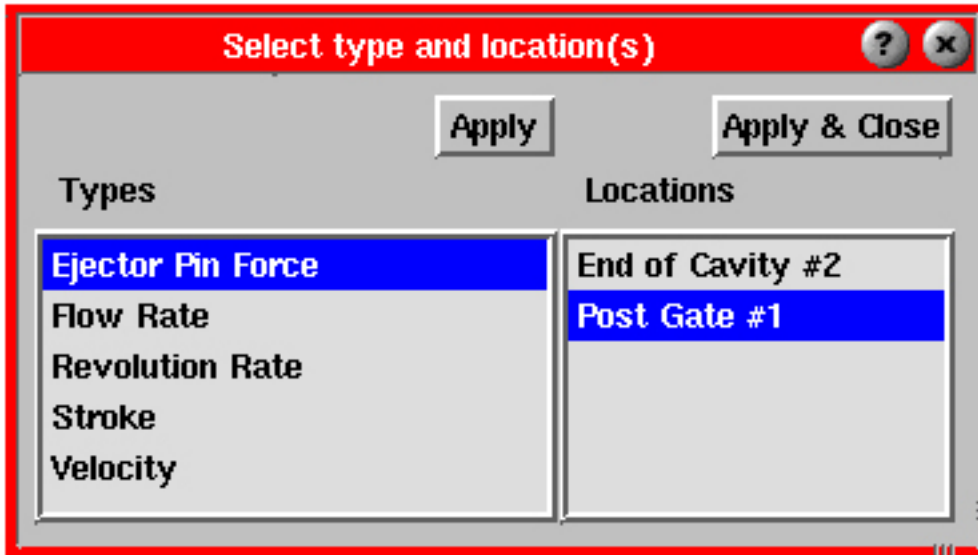 Select type and location(s) ? x
Apply Apply & Close
Types Locations
Ejector Pin Force
Flow Rate
Revolution Rate
Stroke
Velocity
End of Cavity #2
Post Gate #1